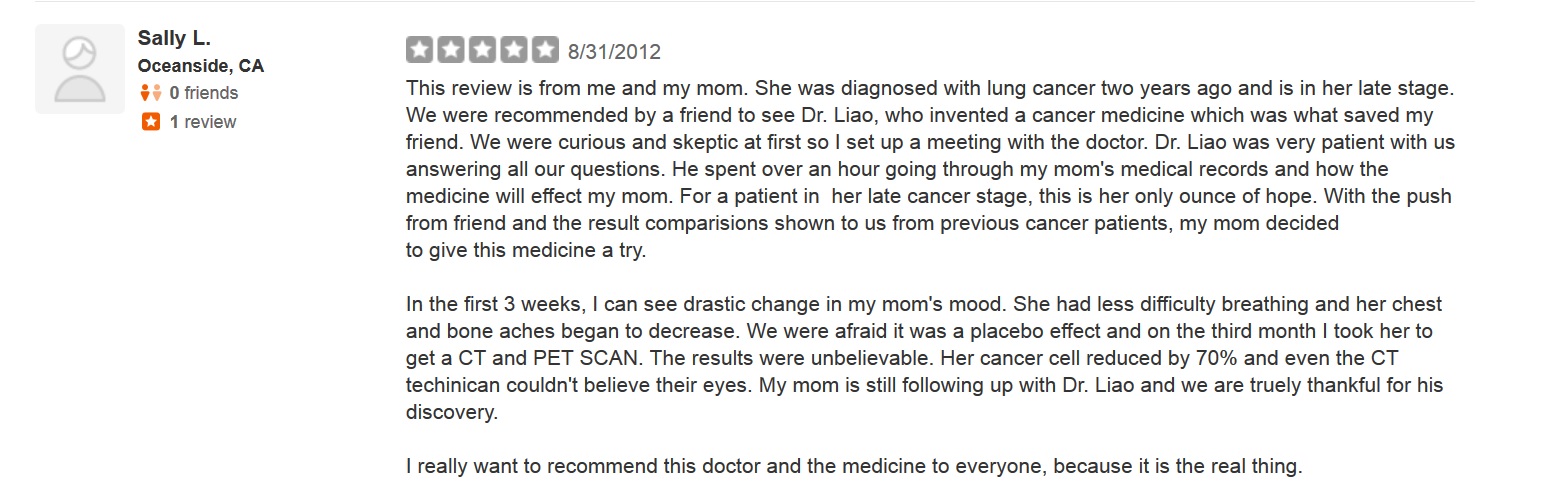 Sally L.
Oceanside, CA
0 friends
1 review
8/31/2012
This review is from me and my mom. She was diagnosed with lung cancer two years ago and is in her late stage.
We were recommended by a friend to see Dr. Liao, who invented a cancer medicine which was what saved my
friend. We were curious and skeptic at first so I set up a meeting with the doctor. Dr. Liao was very patient with us
answering all our questions. He spent over an hour going through my mom's medical records and how the
medicine will effect my mom. For a patient in  her late cancer stage, this is her only ounce of hope. With the push
from friend and the result comparisions shown to us from previous cancer patients, my mom decided
to give this medicine a try.
In the first 3 weeks, I can see drastic change in my mom's mood. She had less difficulty breathing and her chest
and bone aches began to decrease. We were afraid it was a placebo effect and on the third month I took her to
get a CT and PET SCAN. The results were unbelievable. Her cancer cell reduced by 70% and even the CT
techinican couldn't believe their eyes. My mom is still following up with Dr. Liao and we are truely thankful for his
discovery.
I really want to recommend this doctor and the medicine to everyone, because it is the real thing.